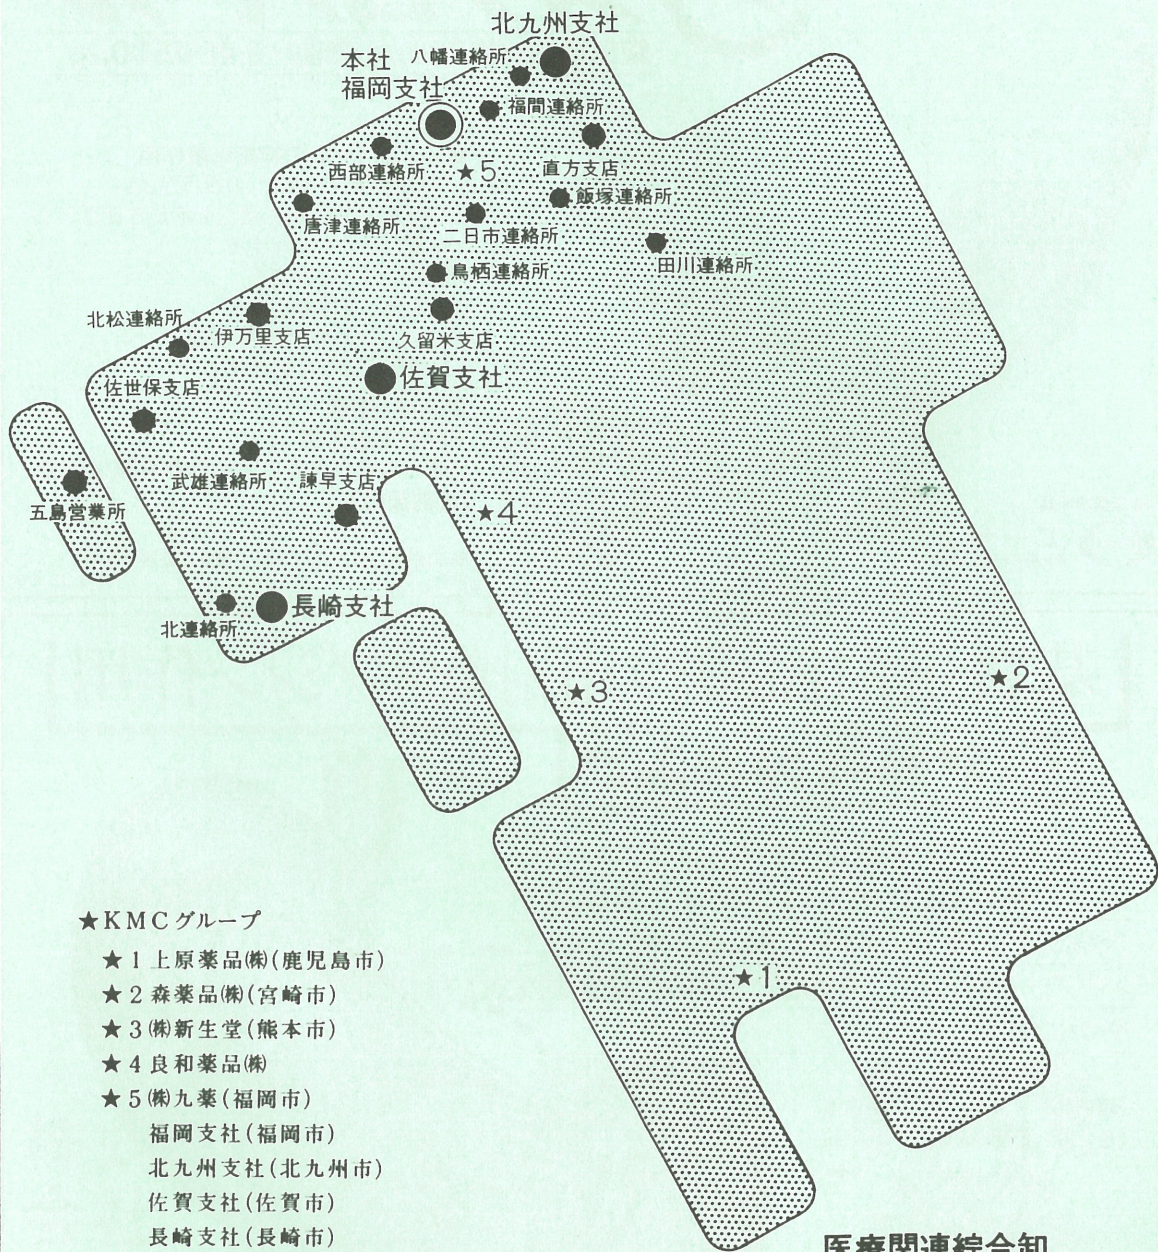 北九州支社
本社
福岡支社
八幡連絡所
福間連絡所
直方支店
西部連絡所
★5
飯塚連絡所
唐津連絡所
二日市連絡所
田川連絡所
鳥栖連絡所
北松連絡所
伊万里支店
久留米支店
佐世保支店
佐賀支社
武雄連絡所
諫早支店
五島営業所
★4
北連絡所
長崎支社
★3
★2
★1
★KMCグループ
★1上原薬品㈱(鹿児島市)
★2森薬品㈱(宮崎市)
★3㈱新生堂(熊本市)
★4良和薬品㈱
★5㈱九薬(福岡市)
福岡支社(福岡市)
北九州支社(北九州市)
佐賀支社(佐賀市)
長崎支社(長崎市)
医療関連綜合卸